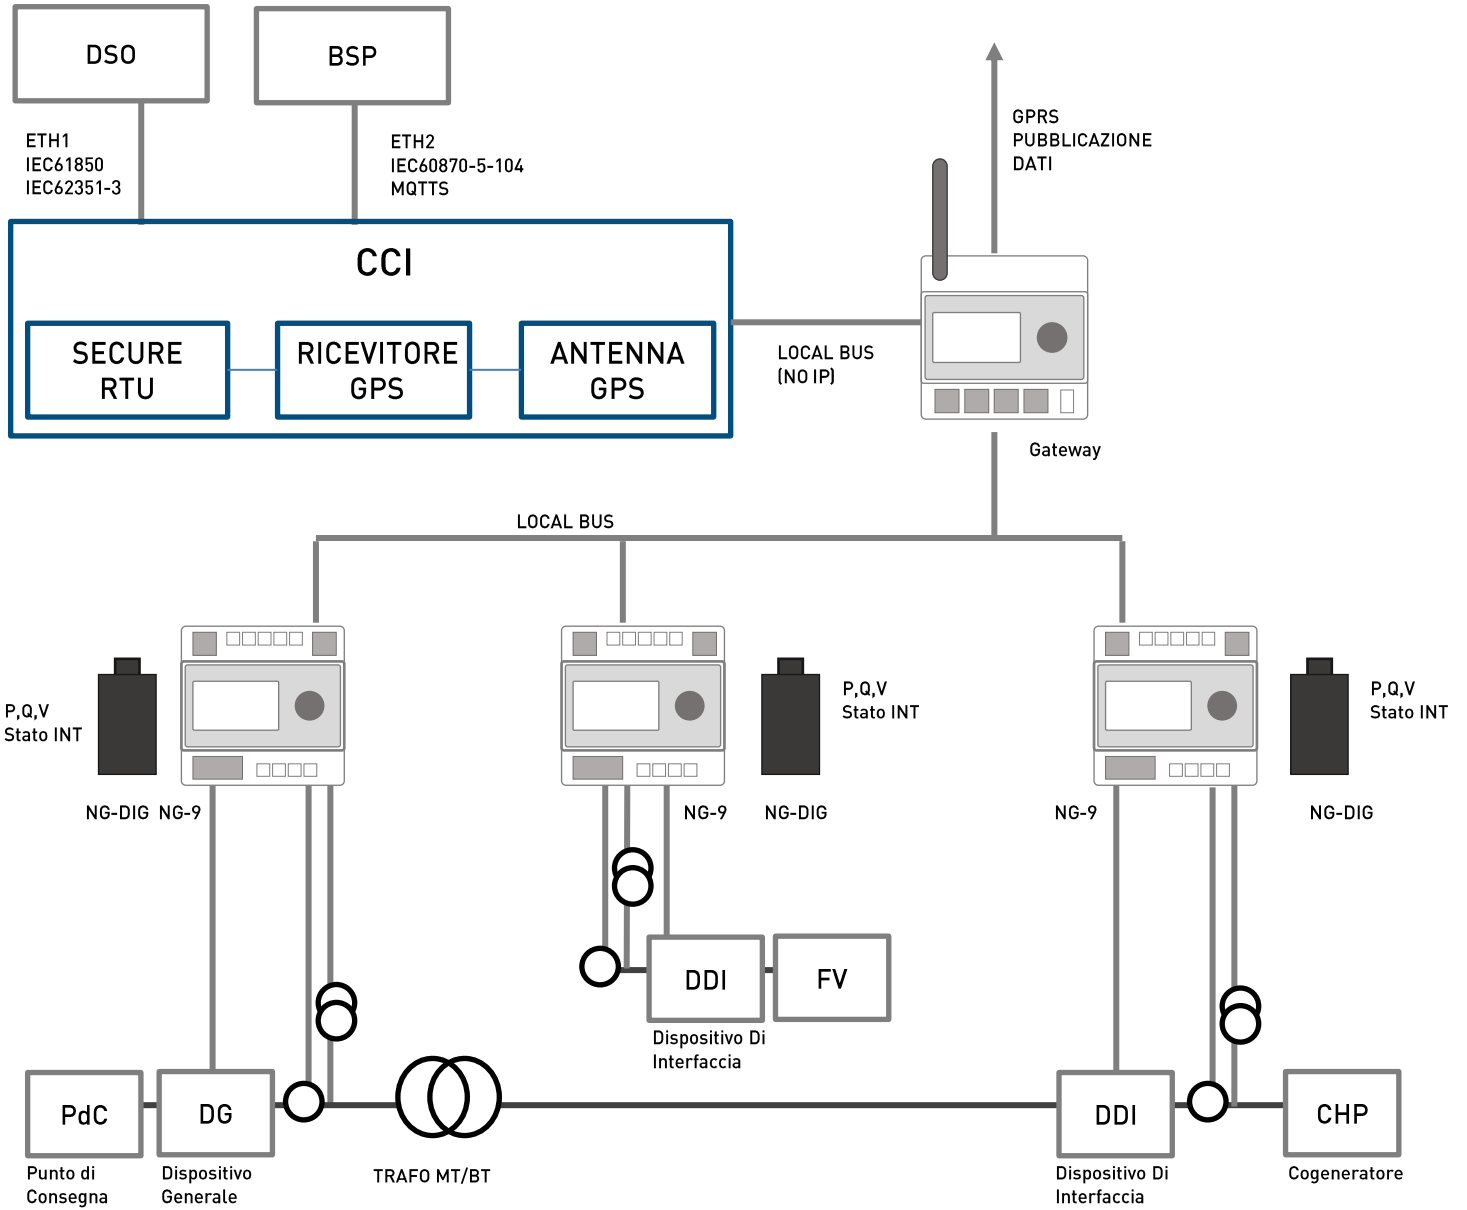 DSO
BSP
ETH1
IEC61850
IEC62351-3
ETH2
IEC60870-5-104
MQTTS
GPRS
PUBBLICAZIONE
DATI
CCI
SECURE
RTU
RICEVITORE
GPS
ANTENNA
GPS
LOCAL BUS
(NO IP)
Gateway
LOCAL BUS
P,Q,V
Stato INT
NG-DIG
NG-9
P,Q,V
Stato INT
NG-9
NG-DIG
P,Q,V
Stato INT
NG-9
NG-DIG
DDI
FV
Dispositivo Di
Interfaccia
PdC
DG
DDI
CHP
Punto di
Consegna
Dispositivo
Generale
TRAFO MT/BT
Dispositivo Di
Interfaccia
Cogeneratore